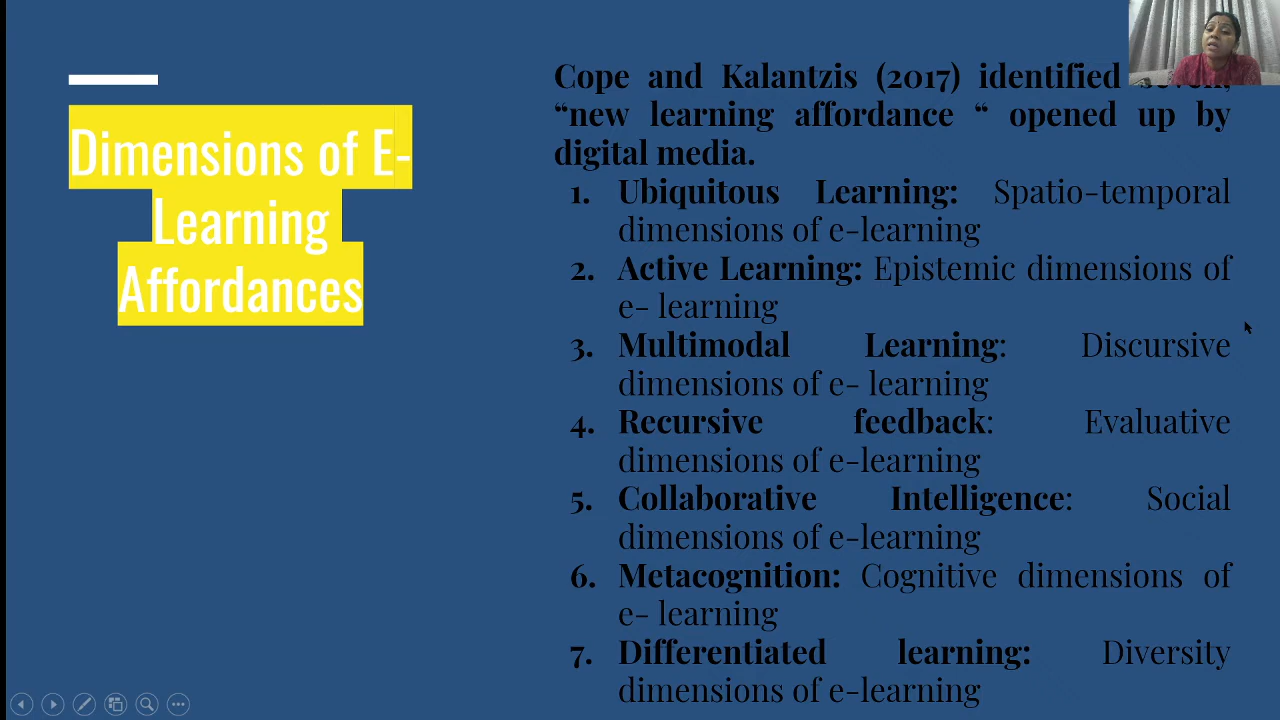 Dimensions of E-
Learning
Affordances
Cope and Kalantzis (2017) identified
“new learning affordance “ opened up by
digital media.
1. Ubiquitous Learning: Spatio-temporal
dimensions of e-learning
2. Active Learning: Epistemic dimensions of
e- learning
3. Multimodal Learning: Discursive
dimensions of e- learning
4. Recursive feedback: Evaluative
dimensions of e-learning
5. Collaborative Intelligence: Social
dimensions of e-learning
6. Metacognition: Cognitive dimensions of
e- learning
7. Differentiated learning: Diversity
dimensions of e-learning